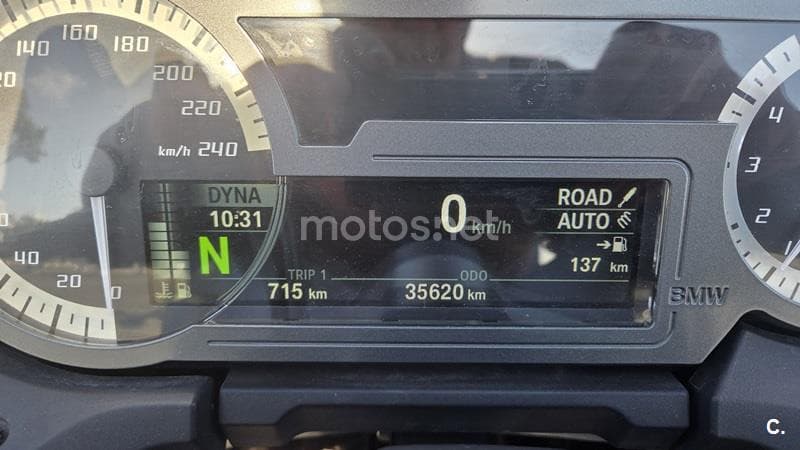 160
140
180
200
220
km/h 240
40
20
0
DYNA
10:31
N
TRIP 1
715 km
0 km/h
ODO
35620 km
ROAD
AUTO
137 km
4
3
2
1
BMW
motos.net
C.